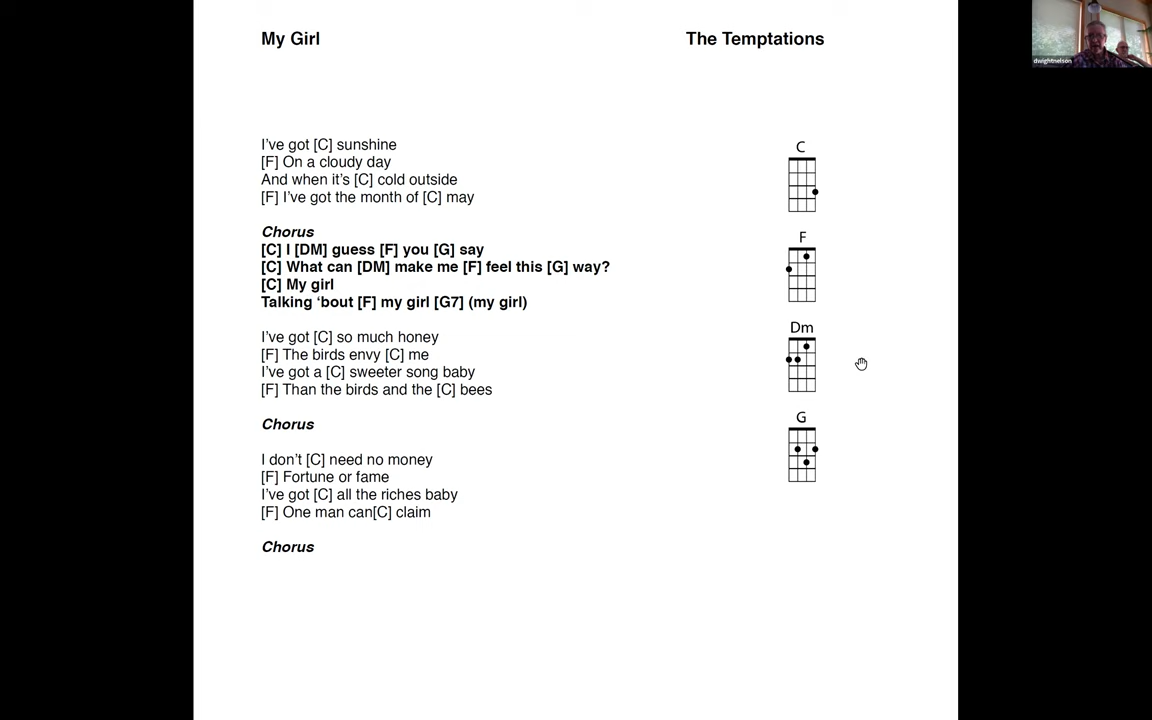 My Girl
The Temptations
I've got [C] sunshine
[F] On a cloudy day
And when it's [C] cold outside
[F] I've got the month of [C] may
Chorus
[C] I [DM] guess [F] you [G] say
[C] What can [DM] make me [F] feel this [G] way?
[C] My girl
Talking ‘bout [F] my girl [G7] (my girl)
I've got [C] so much honey
[F] The birds envy [C] me
I've got a [C] sweeter song baby
[F] Than the birds and the [C] bees
Chorus
I don't [C] need no money
[F] Fortune or fame
I've got [C] all the riches baby
[F] One man can[C] claim
Chorus
C
F
Dm
G
dwightnelson